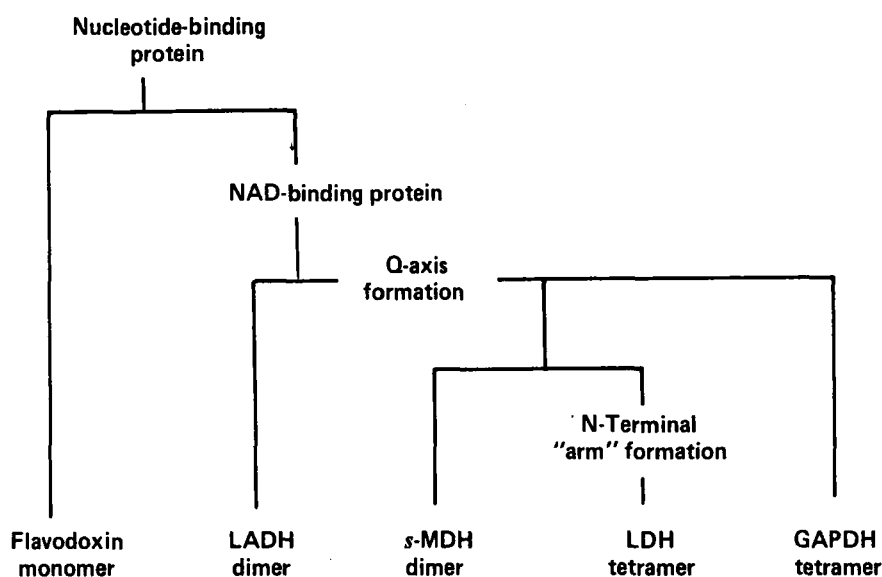 Nucleotide-binding
protein
NAD-binding protein
Q-axis
formation
N-Terminal
"arm" formation
Flavodoxin
monomer
LADH
dimer
s-MDH
dimer
LDH
tetramer
GAPDH
tetramer